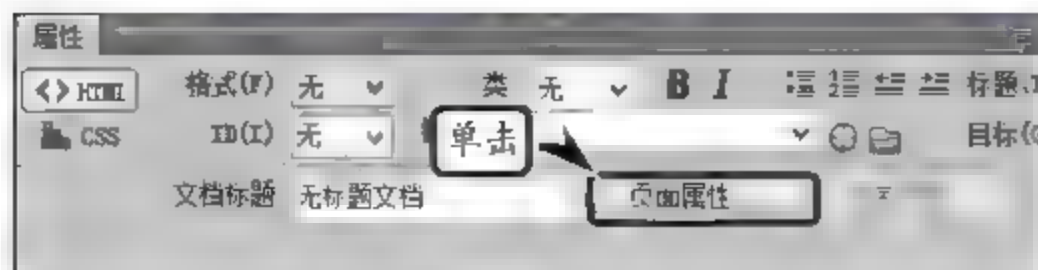 属性
<> HTML 格式(F) 无 类 无 B I 标题
CSS ID(I) 无 单击 目标(G
文档标题 无标题文档 页面属性